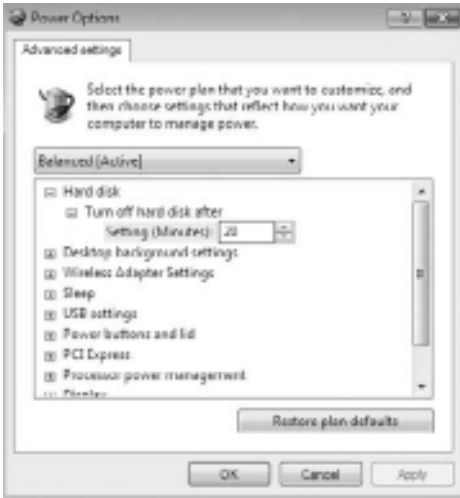 Power Options
Advanced settings
Select the power plan that you want to customize, and
then choose settings that reflect how you want your
computer to manage power.
Balanced [Active]
Hard disk
Turn off hard disk after
Setting (Minutes): 20
Desktop background settings
Wireless Adapter Settings
Sleep
USB settings
Power buttons and lid
PCI Express
Processor power management
Display
Restore plan defaults
OK Cancel Apply